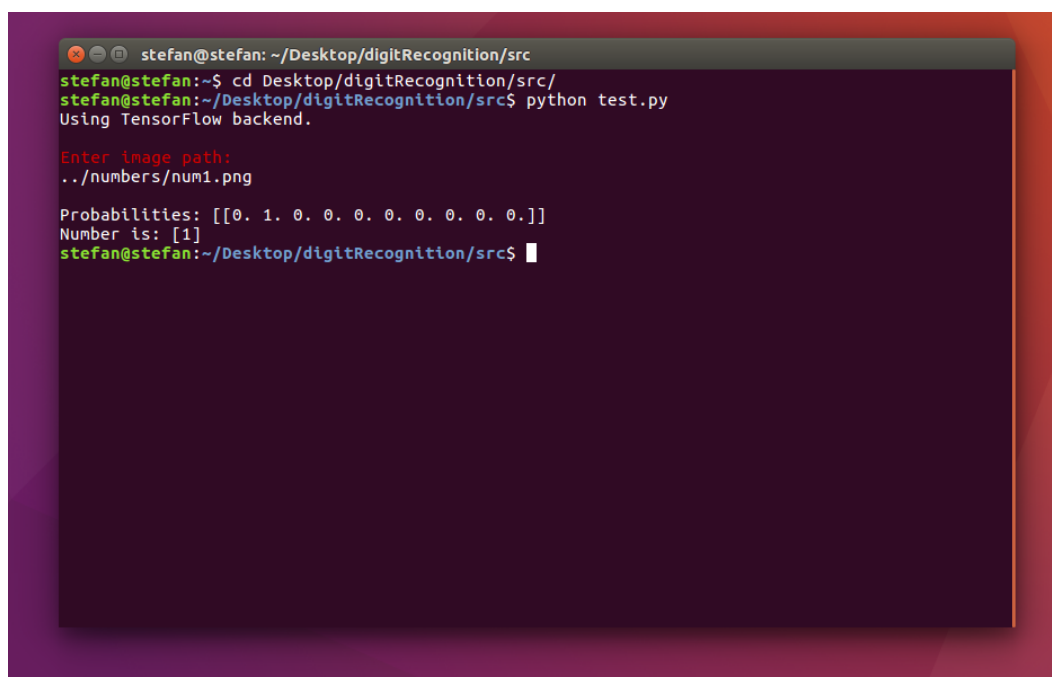 stefan@stefan: ~/Desktop/digitRecognition/src
stefan@stefan:~$ cd Desktop/digitRecognition/src/
stefan@stefan:~/Desktop/digitRecognition/src$ python test.py
Using TensorFlow backend.
Enter image path:
../numbers/num1.png
Probabilities: [[0. 1. 0. 0. 0. 0. 0. 0. 0. 0.]]
Number is: [1]
stefan@stefan:~/Desktop/digitRecognition/src$